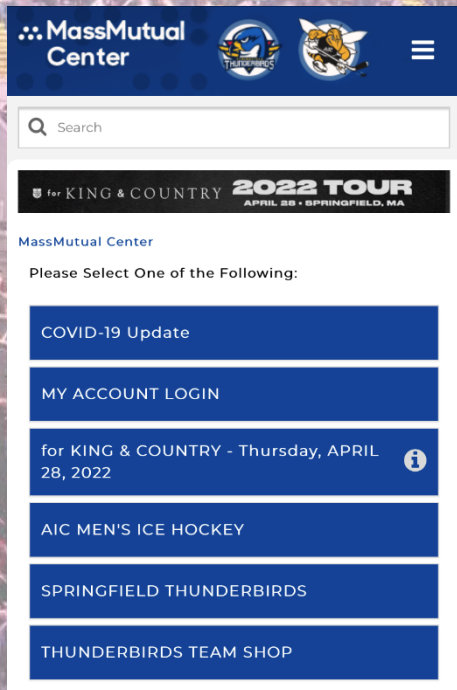 MassMutual
Center
THUNDERBIRDS
Search
for KING & COUNTRY 2022 TOUR
APRIL 28 • SPRINGFIELD, MA
MassMutual Center
Please Select One of the Following:
COVID-19 Update
MY ACCOUNT LOGIN
for KING & COUNTRY - Thursday, APRIL
28, 2022
AIC MEN'S ICE HOCKEY
SPRINGFIELD THUNDERBIRDS
THUNDERBIRDS TEAM SHOP